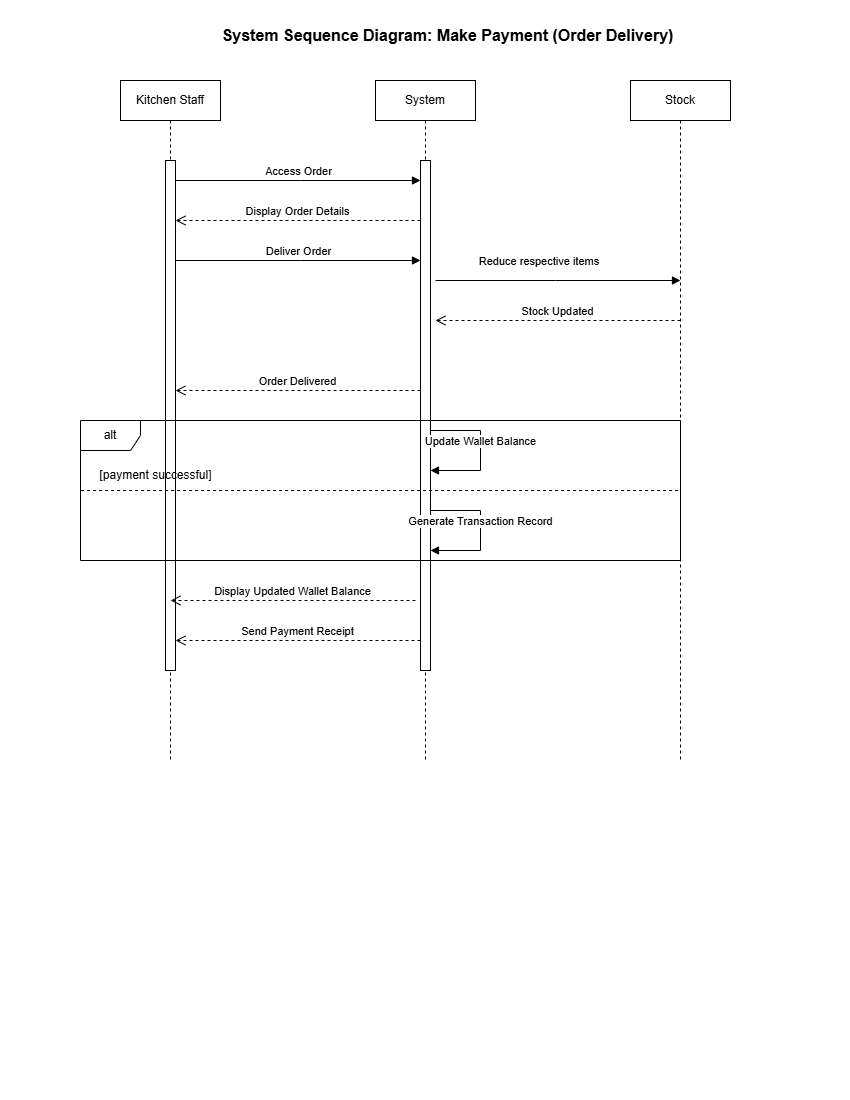 System Sequence Diagram: Make Payment (Order Delivery)
Kitchen Staff
System
Stock
Access Order
Display Order Details
Deliver Order
Reduce respective items
Stock Updated
Order Delivered
alt
Update Wallet Balance
[payment successful]
Generate Transaction Record
Display Updated Wallet Balance
Send Payment Receipt